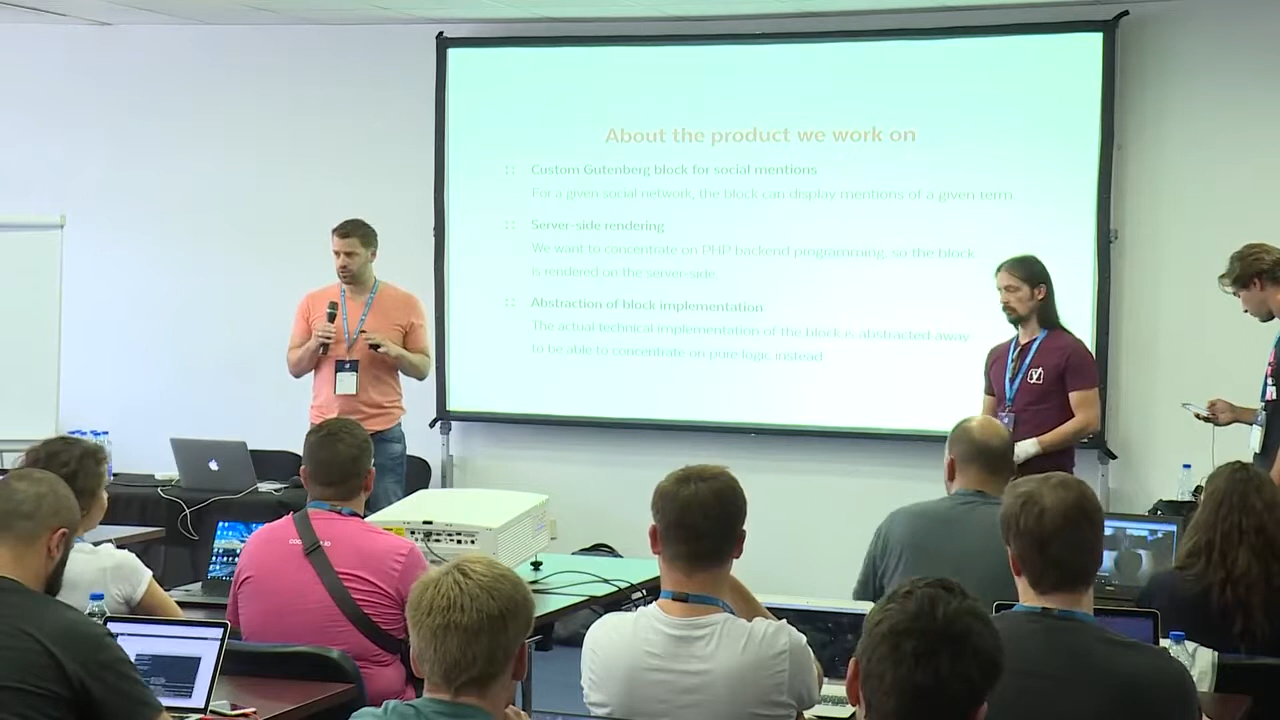 About the product we work on
:: Custom Gutenberg block for social mentions
For a given social network, the block can display mentions of a given term.
:: Server-side rendering
We want to concentrate on PHP backend programming, so the block
is rendered on the server-side.
:: Abstraction of block implementation
The actual technical implementation of the block is abstracted away
to be able to concentrate on pure logic instead.